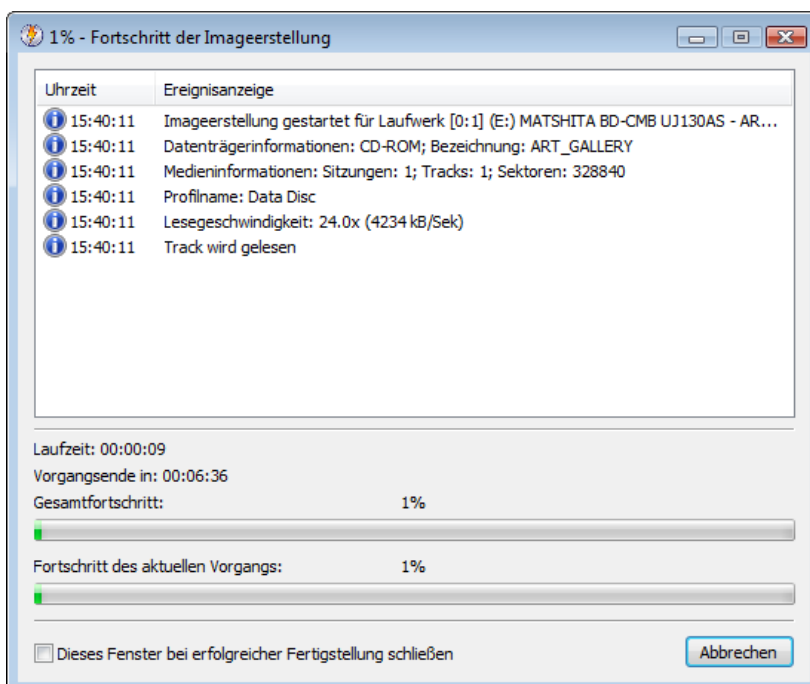 1% - Fortschritt der Imageerstellung
Uhrzeit Ereignisanzeige
15:40:11 Imageerstellung gestartet für Laufwerk [0:1] (E:) MATSHITA BD-CMB UJ130AS - AR...
15:40:11 Datenträgerinformationen: CD-ROM; Bezeichnung: ART_GALLERY
15:40:11 Medieninformationen: Sitzungen: 1; Tracks: 1; Sektoren: 328840
15:40:11 Profilname: Data Disc
15:40:11 Lesegeschwindigkeit: 24.0x (4234 kB/Sek)
15:40:11 Track wird gelesen
Laufzeit: 00:00:09
Vorgangsende in: 00:06:36
Gesamtfortschritt: 1%
Fortschritt des aktuellen Vorgangs: 1%
Dieses Fenster bei erfolgreicher Fertigstellung schließen Abbrechen